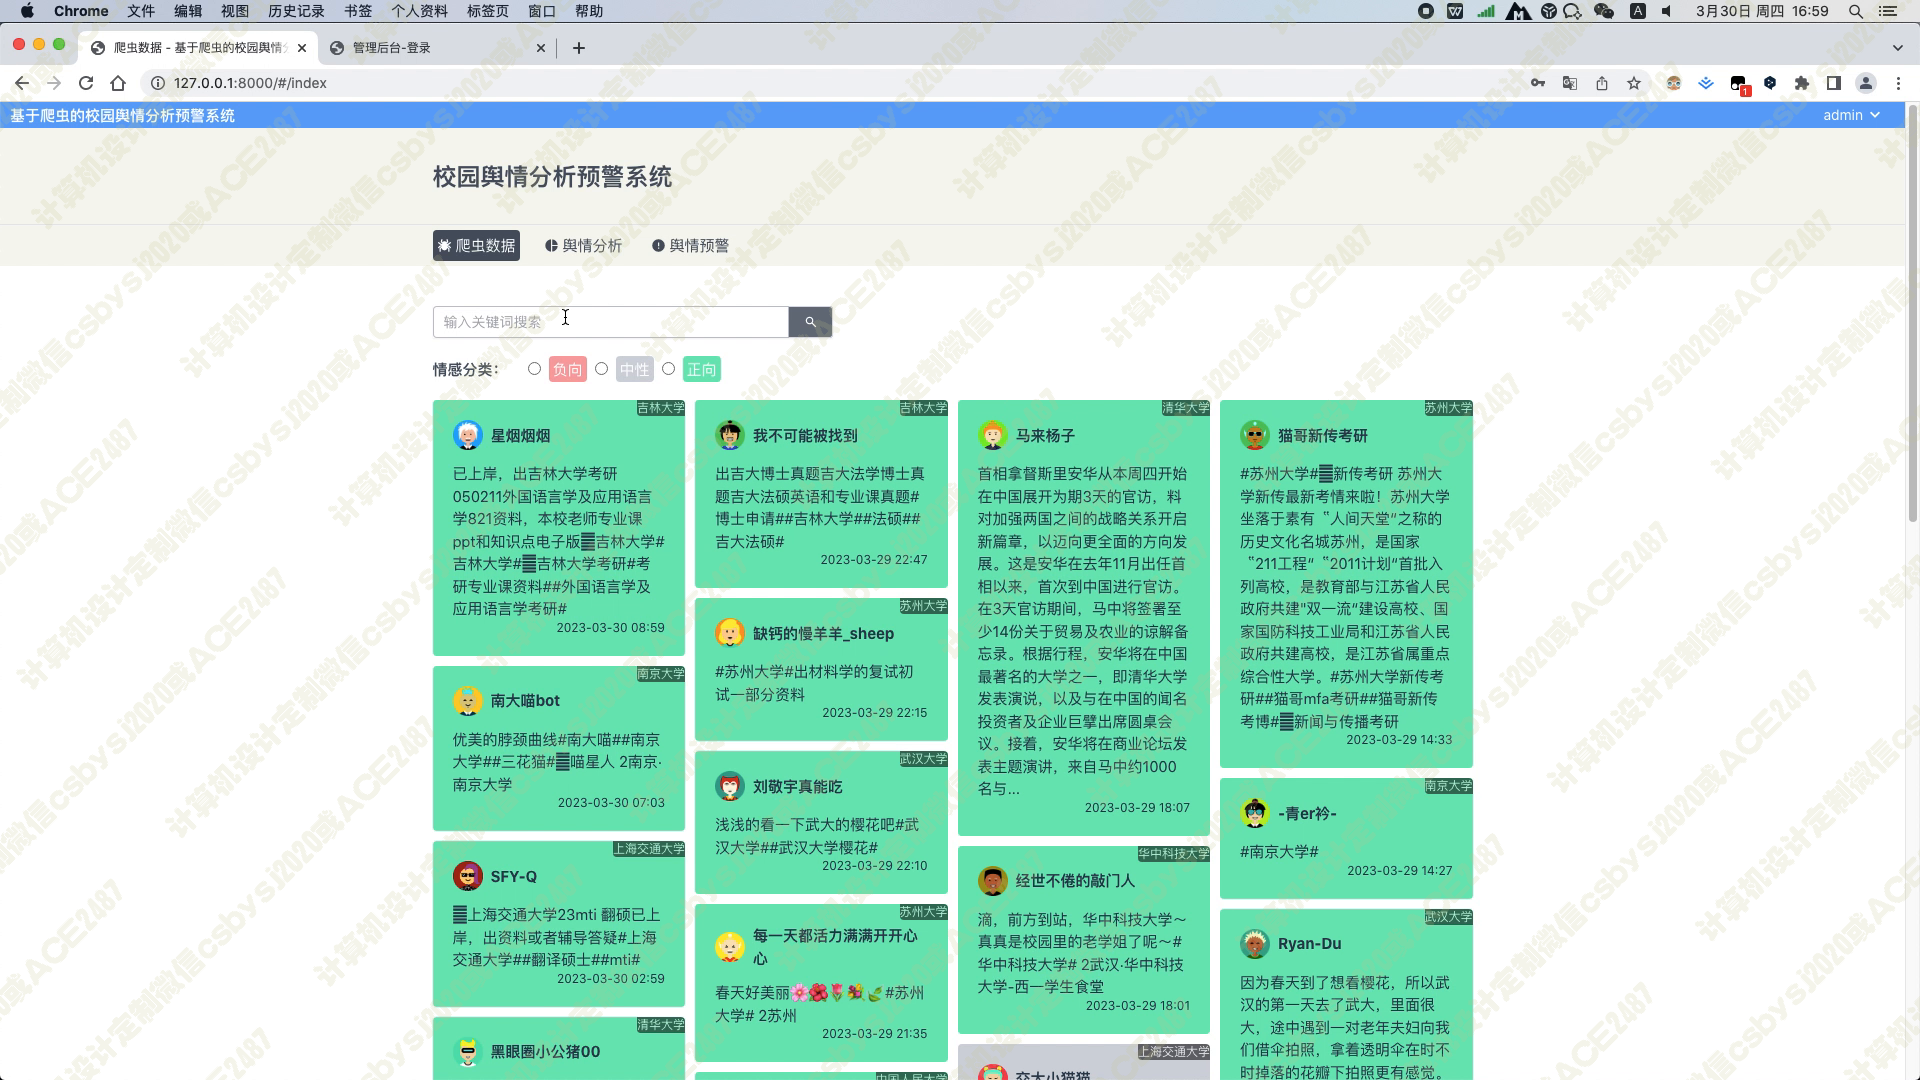 Chrome 文件 编辑 视图 历史记录 书签 个人资料 标签页 窗口 帮助
3月30日 周四 16:59
爬虫数据 - 基于爬虫的校园舆情
管理后台-登录
127.0.0.1:8000/#/index
1
基于爬虫的校园舆情分析预警系统
admin
校园舆情分析预警系统
爬虫数据
舆情分析
舆情预警
输入关键词搜索
情感分类:
负向
中性
正向
吉林大学
星烟烟烟
已上岸，出吉林大学考研
050211外国语言学及应用语言
学821资料，本校老师专业课
ppt和知识点电子版吉林大学#
吉林大学#吉林大学考研#考
研专业课资料##外国语言学及
应用语言学考研#
2023-03-30 08:59
南京大学
南大喵bot
优美的脖颈曲线#南大喵##南京
大学##三花猫#喵星人 2南京·
南京大学
2023-03-30 07:03
上海交通大学
SFY-Q
上海交通大学23mti 翻硕已上
岸，出资料或者辅导答疑#上海
交通大学##翻译硕士##mti#
2023-03-30 02:59
清华大学
黑眼圈小公猪00
吉林大学
我不可能被找到
出吉大博士真题吉大法学博士真
题吉大法硕英语和专业课真题#
博士申请##吉林大学##法硕##
吉大法硕#
2023-03-29 22:47
苏州大学
缺钙的慢羊羊_sheep
#苏州大学#出材料学的复试初
试一部分资料
2023-03-29 22:15
武汉大学
刘敬宇真能吃
浅浅的看一下武大的樱花吧#武
汉大学##武汉大学樱花#
2023-03-29 22:10
苏州大学
每一天都活力满满开开心
心
春天好美丽🌸🌺🌷💐🍃#苏州
大学# 2苏州
2023-03-29 21:35
中国人民大学
清华大学
马来杨子
首相拿督斯里安华从本周四开始
在中国展开为期3天的官访，料
对加强两国之间的战略关系开启
新篇章，以迈向更全面的方向发
展。这是安华在去年11月出任首
相以来，首次到中国进行官访。
在3天官访期间，马中将签署至
少14份关于贸易及农业的谅解备
忘录。根据行程，安华将在中国
最著名的大学之一，即清华大学
发表演说，以及与在中国的闻名
投资者及企业巨擘出席圆桌会
议。接着，安华将在商业论坛发
表主题演讲，来自马中约1000
名与...
2023-03-29 18:07
华中科技大学
经世不倦的敲门人
滴，前方到站，华中科技大学～
真真是校园里的老学姐了呢～#
华中科技大学# 2武汉·华中科技
大学-西一学生食堂
2023-03-29 18:01
上海交通大学
交大小猫猫
苏州大学
猫哥新传考研
#苏州大学#新传考研 苏州大
学新传最新考情来啦！苏州大学
坐落于素有〝人间天堂〞之称的
历史文化名城苏州，是国家
〝211工程〞〝2011计划〞首批入
列高校，是教育部与江苏省人民
政府共建"双一流"建设高校、国
家国防科技工业局和江苏省人民
政府共建高校，是江苏省属重点
综合性大学。#苏州大学新传考
研##猫哥mfa考研##猫哥新传
考博#新闻与传播考研
2023-03-29 14:33
南京大学
-青er衿-
#南京大学#
2023-03-29 14:27
武汉大学
Ryan-Du
因为春天到了想看樱花，所以武
汉的第一天去了武大，里面很
大，途中遇到一对老年夫妇向我
们借伞拍照，拿着透明伞在时不
时掉落的花瓣下拍照更有感觉。
计算机设计定制微信csbysj2020或ACE2487